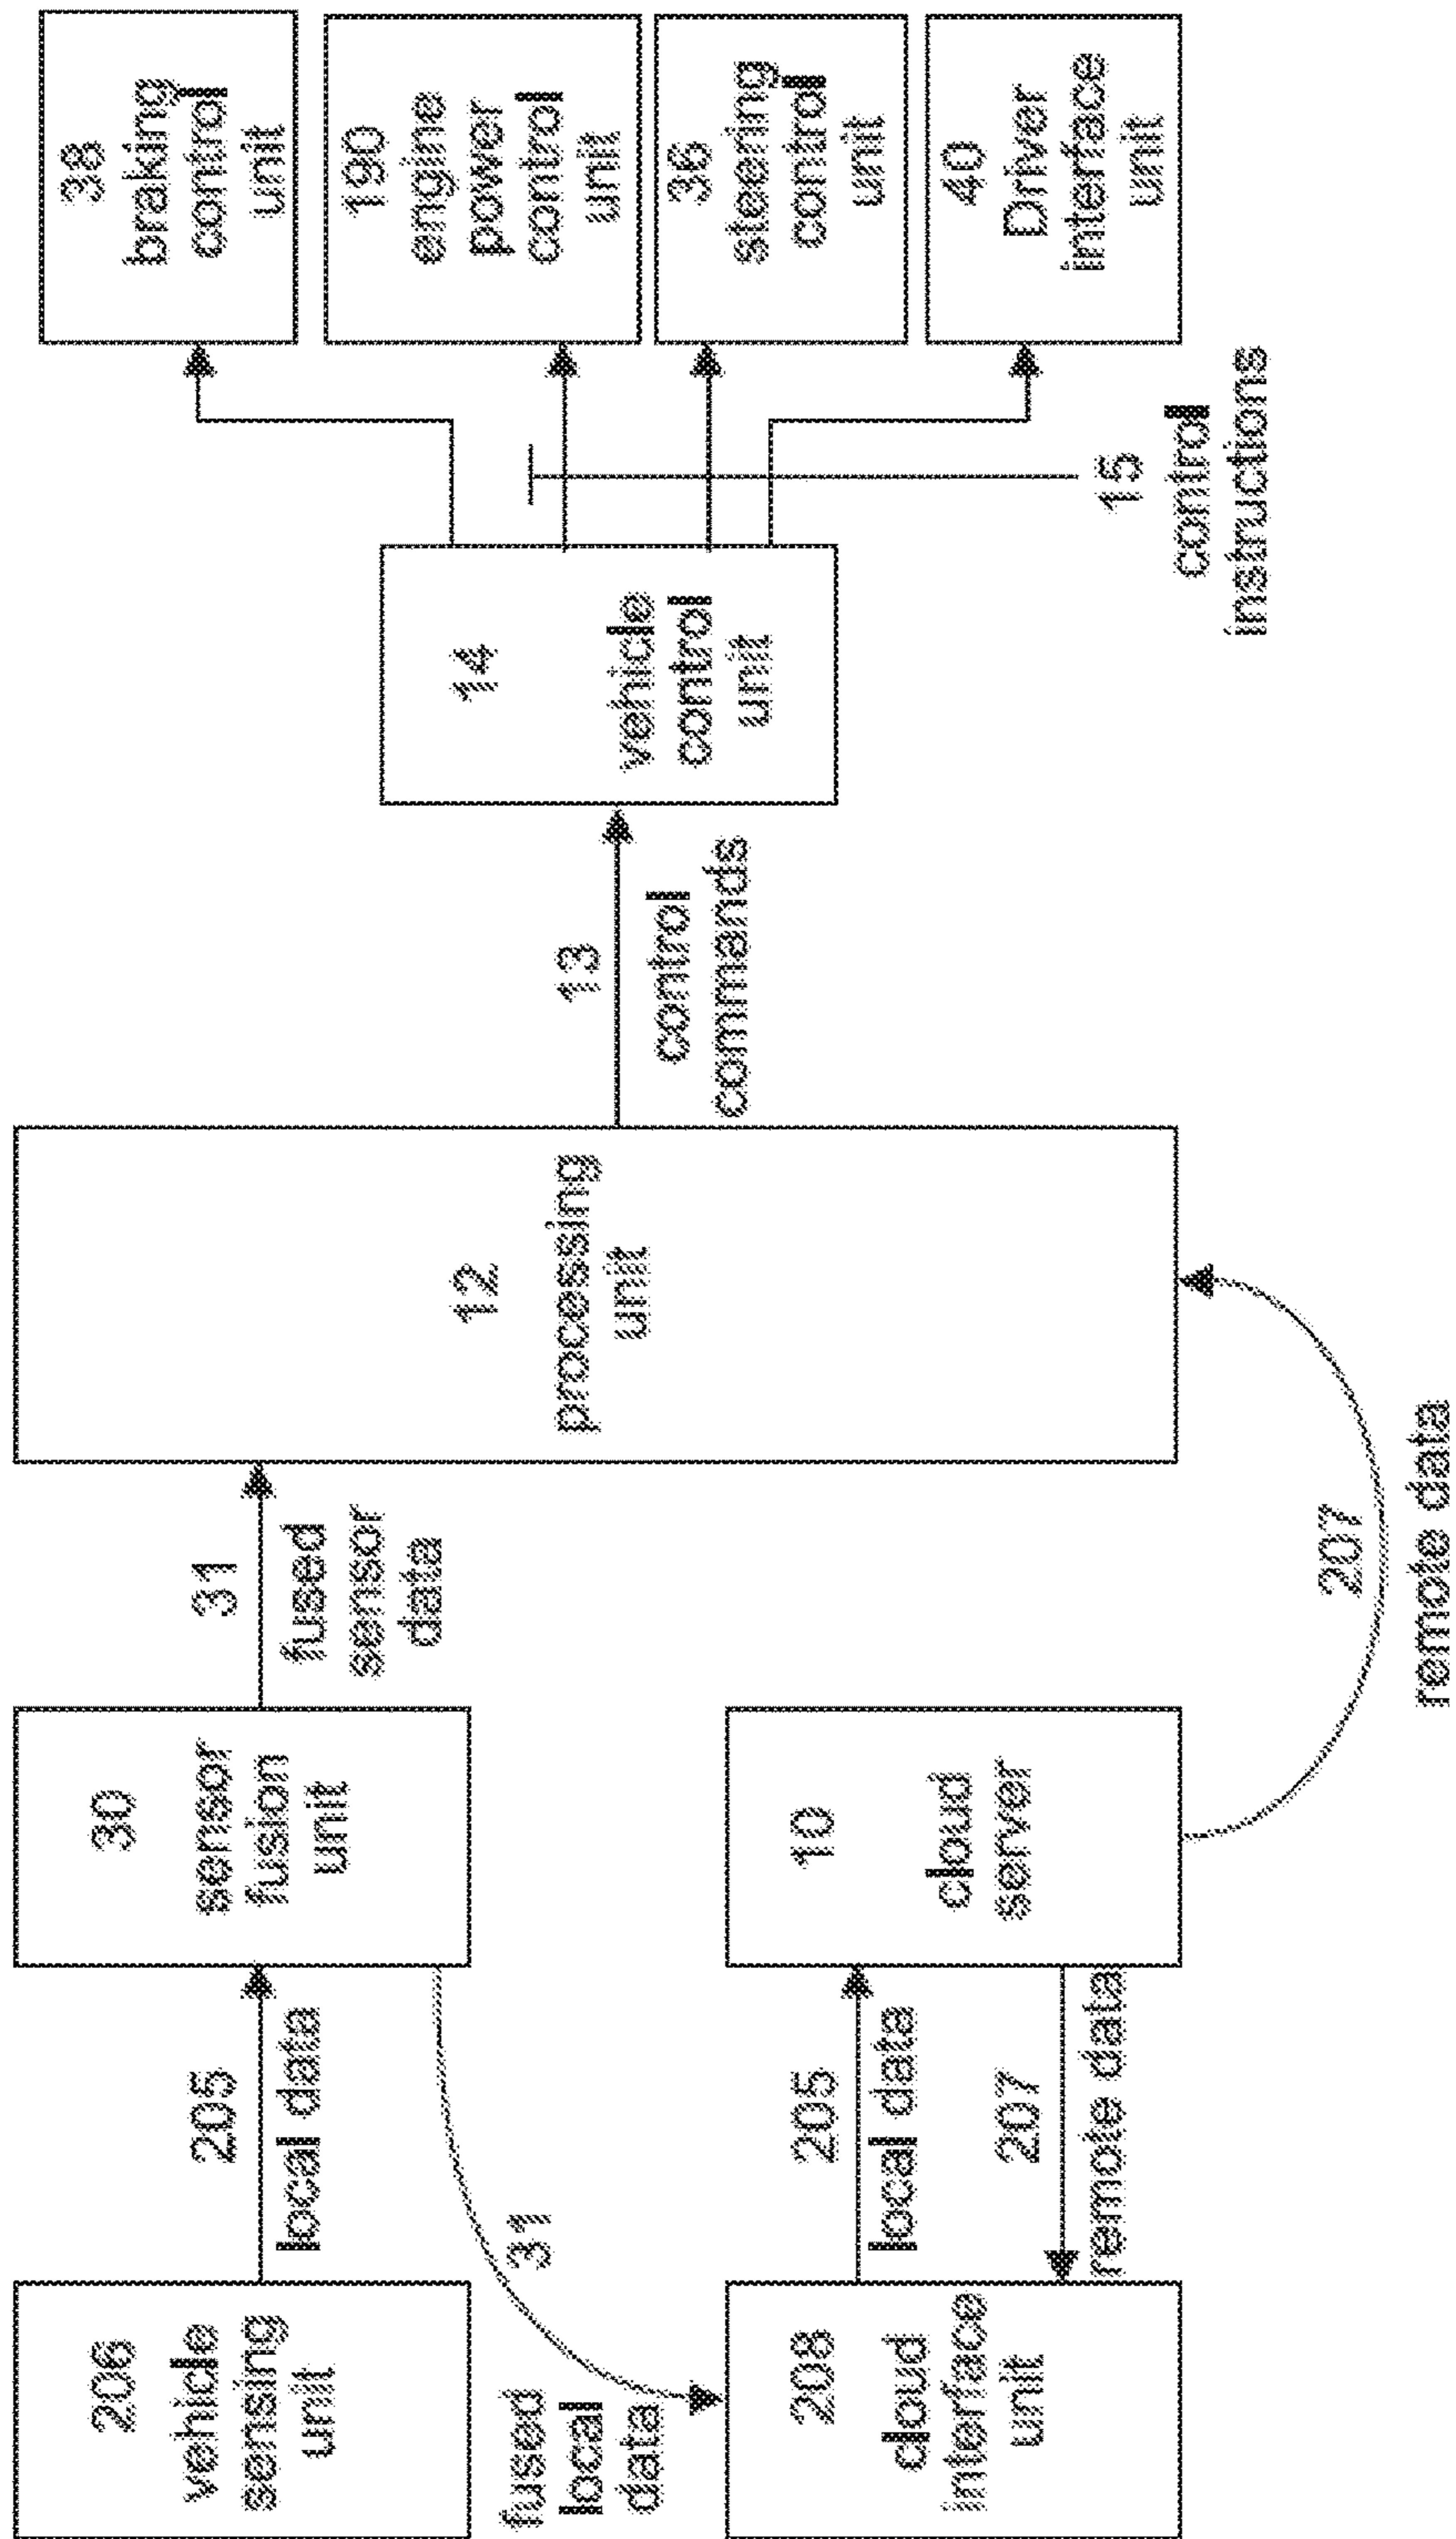 206
vehicle
sensing
unit
205
local data
30
sensor
fusion
unit
31
fused
sensor
data
31
fused
local
data
208
cloud
interface
unit
205
local data
207
remote data
10
cloud
server
207
remote data
12
processing
unit
13
control
commands
14
vehicle
control
unit
15
control
instructions
38
braking
control
unit
190
engine
power
control
unit
36
steering
control
unit
40
Driver
interface
unit